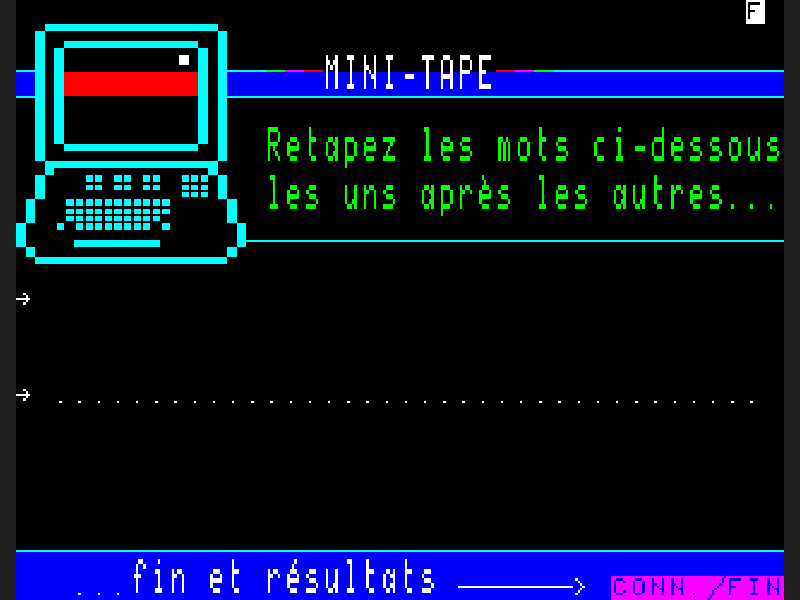 F
MINI-TAPE
Retapez les mots ci-dessous
les uns après les autres...
→
→ .....................................
...fin et résultats ⟶ CONN./FIN